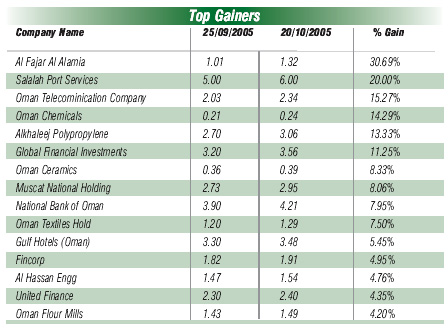 Top Gainers
Company Name 25/09/2005 20/10/2005 % Gain
Al Fajar Al Alamia 1.01 1.32 30.69%
Salalah Port Services 5.00 6.00 20.00%
Oman Telecominication Company 2.03 2.34 15.27%
Oman Chemicals 0.21 0.24 14.29%
Alkhaleej Polypropylene 2.70 3.06 13.33%
Global Financial Investments 3.20 3.56 11.25%
Oman Ceramics 0.36 0.39 8.33%
Muscat National Holding 2.73 2.95 8.06%
National Bank of Oman 3.90 4.21 7.95%
Oman Textiles Hold 1.20 1.29 7.50%
Gulf Hotels (Oman) 3.30 3.48 5.45%
Fincorp 1.82 1.91 4.95%
Al Hassan Engg 1.47 1.54 4.76%
United Finance 2.30 2.40 4.35%
Oman Flour Mills 1.43 1.49 4.20%